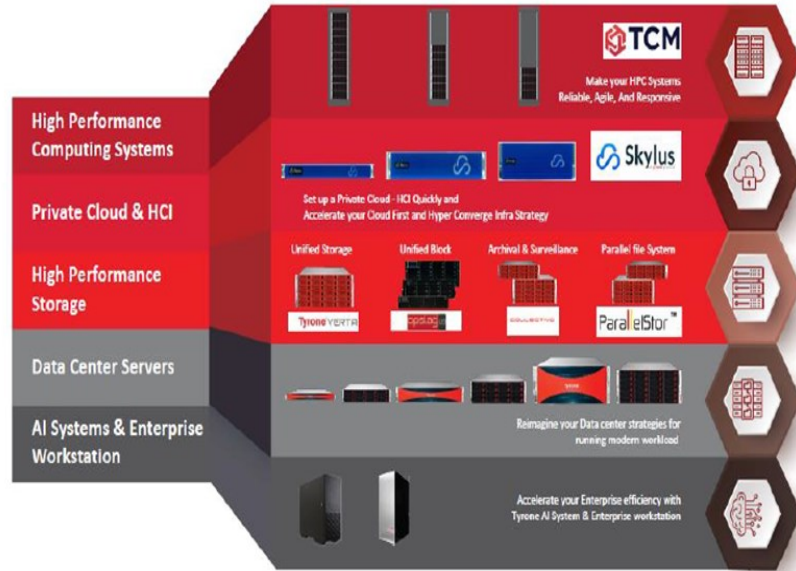 High Performance
Computing Systems
Private Cloud & HCI
High Performance
Storage
Data Center Servers
AI Systems & Enterprise
Workstation
TCM
Make your HPC Systems
Reliable, Agile, And Responsive
Skylus
Set up a Private Cloud - HCI Quickly and
Accelerate your Cloud First and Hyper Converge Infra Strategy
Unified Storage
Unified Block
Archival & Surveillance
Parallel file System
Tyrone VERTA
COLLECTIVO
ParallelStor™
Reimagine your Data center strategies for
running modern workload.
Accelerate your Enterprise efficiency with
Tyrone AI System & Enterprise workstation